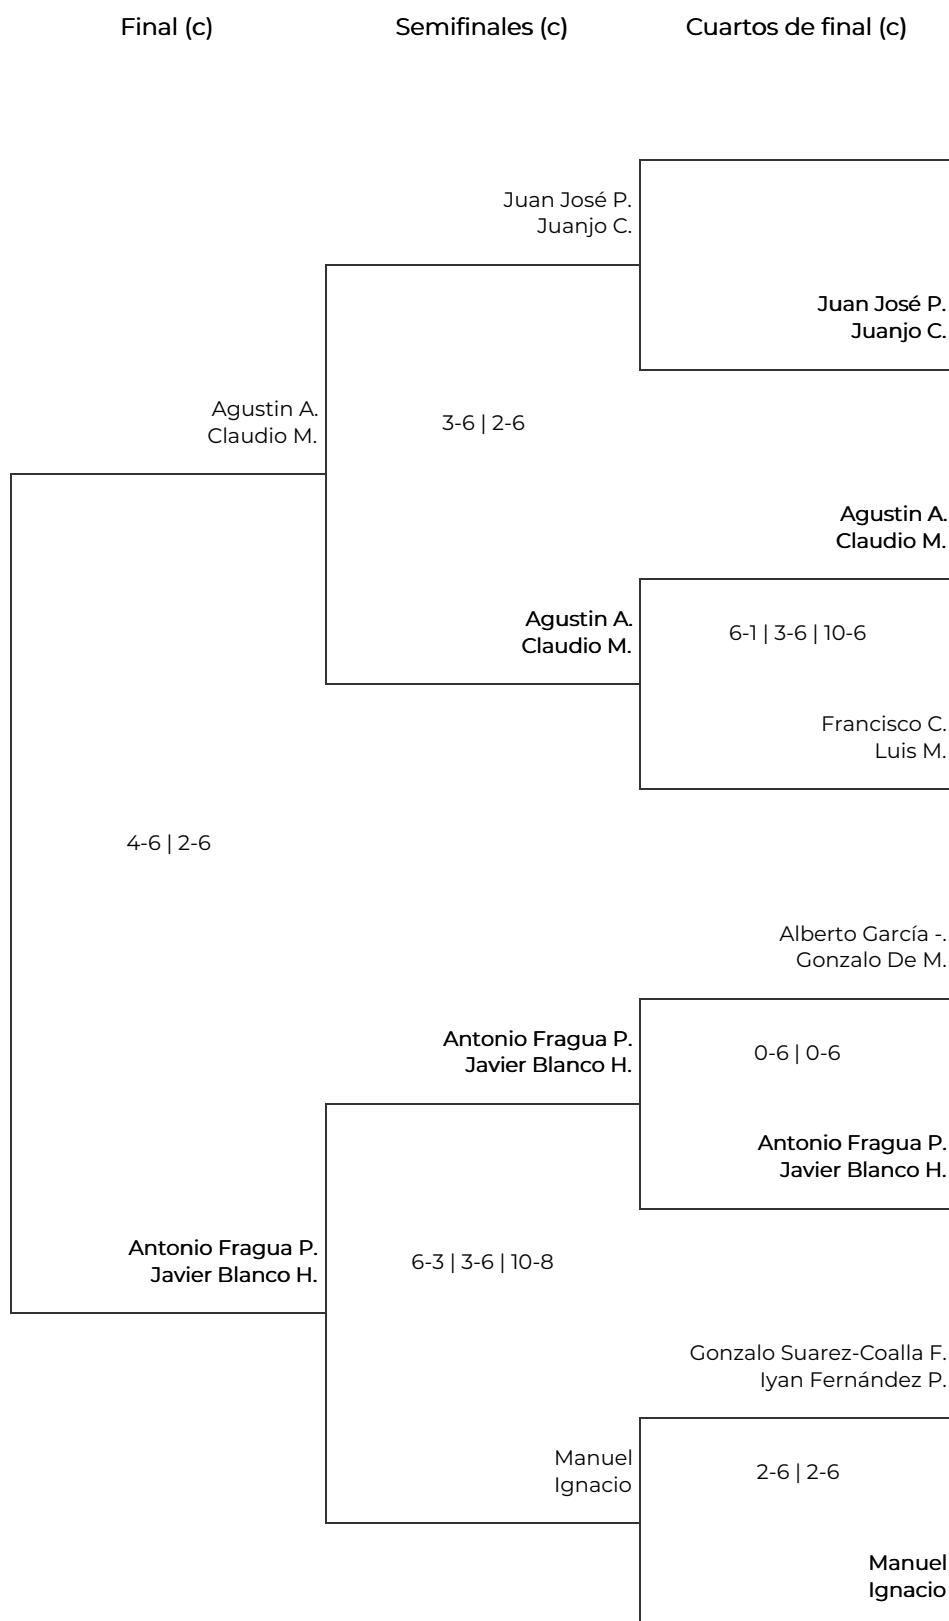 Final (c)
Semifinales (c)
Cuartos de final (c)
Juan José P.
Juanjo C.
Juan José P.
Juanjo C.
Agustin A.
Claudio M.
3-6 | 2-6
Agustin A.
Claudio M.
Agustin A.
Claudio M.
6-1 | 3-6 | 10-6
Francisco C.
Luis M.
4-6 | 2-6
Alberto García -.
Gonzalo De M.
Antonio Fragua P.
Javier Blanco H.
0-6 | 0-6
Antonio Fragua P.
Javier Blanco H.
Antonio Fragua P.
Javier Blanco H.
6-3 | 3-6 | 10-8
Gonzalo Suarez-Coalla F.
Iyan Fernández P.
Manuel
Ignacio
2-6 | 2-6
Manuel
Ignacio